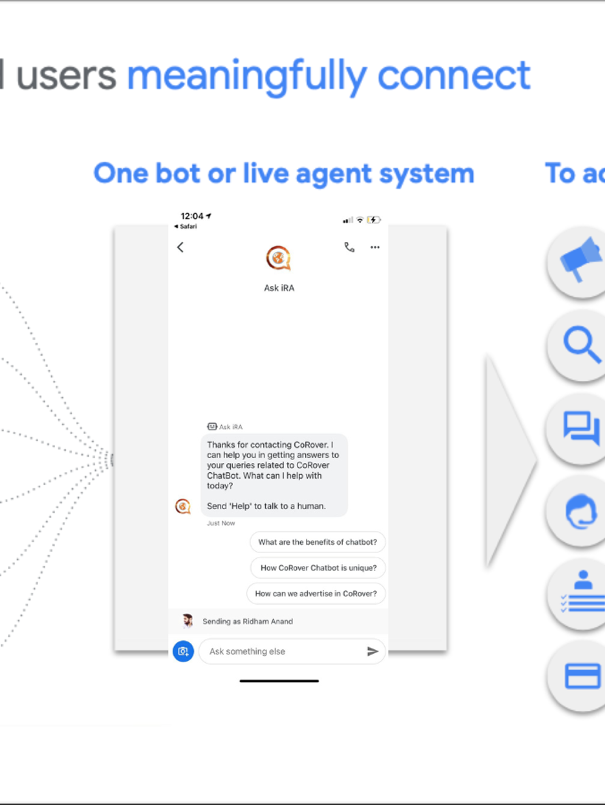 users meaningfully connect
One bot or live agent system
To
12:04
Safari
Ask iRA
Ask iRA
Thanks for contacting CoRover. I
can help you in getting answers to
your queries related to CoRover
ChatBot. What can I help with
today?
Send 'Help' to talk to a human.
Just Now
What are the benefits of chatbot?
How CoRover Chatbot is unique?
How can we advertise in CoRover?
Sending as Ridham Anand
Ask something else